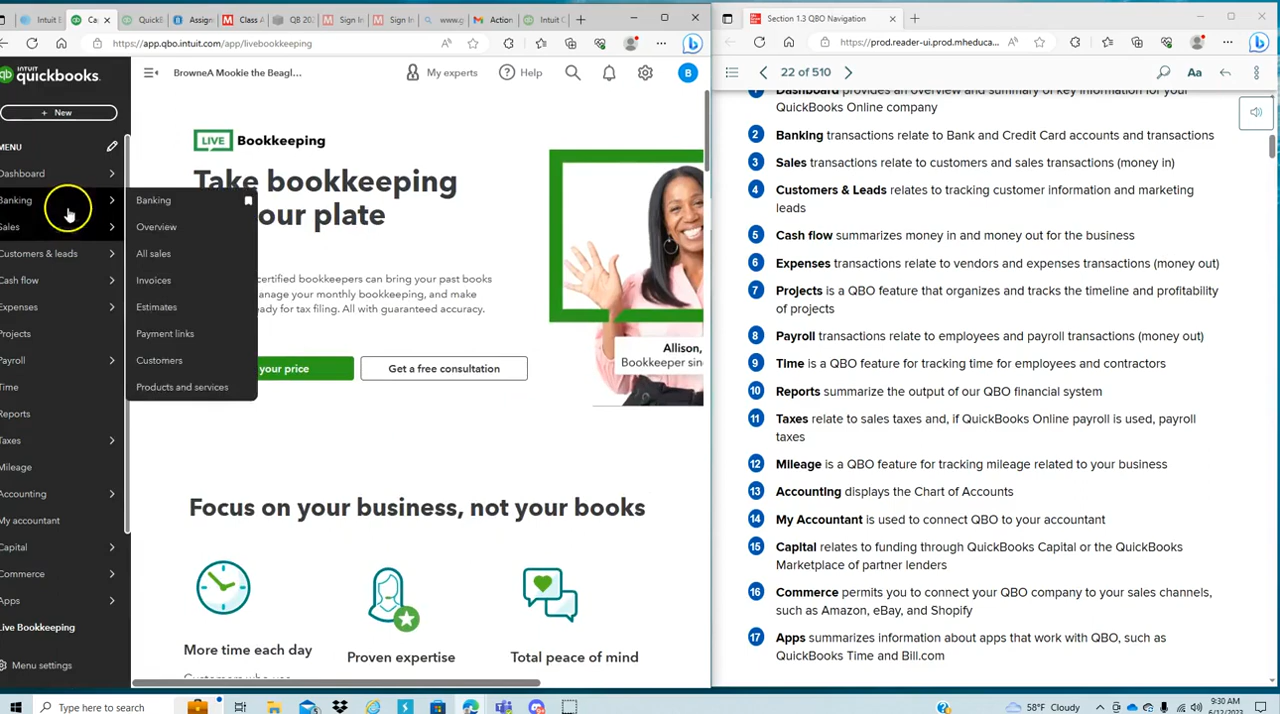 Ca
QuickB
Assign
Class A
QB 20
Sign In
Sign In
www.g
Action
Intuit C
https://app.qbo.intuit.com/app/livebookkeeping
INTUIT
quickbooks.
BrowneA Mookie the Beagl...
My experts
Help
B
+ New
MENU
Dashboard
Banking
Sales
Customers & leads
Cash flow
Expenses
Projects
Payroll
Time
Reports
Taxes
Mileage
Accounting
My accountant
Capital
Commerce
Apps
Live Bookkeeping
Menu settings
Banking
Overview
All sales
Invoices
Estimates
Payment links
Customers
Products and services
LIVE Bookkeeping
Take bookkeeping
our plate
certified bookkeepers can bring your past books
anage your monthly bookkeeping, and make
eady for tax filing. All with guaranteed accuracy.
your price
Get a free consultation
Allison,
Bookkeeper sin
Focus on your business, not your books
More time each day
Proven expertise
Total peace of mind
Section 1.3 QBO Navigation
https://prod.reader-ui.prod.mheduca...
22 of 510
Aa
Dashboard provides an overview and summary of key information for your
QuickBooks Online company
2 Banking transactions relate to Bank and Credit Card accounts and transactions
3 Sales transactions relate to customers and sales transactions (money in)
4 Customers & Leads relates to tracking customer information and marketing
leads
5 Cash flow summarizes money in and money out for the business
6 Expenses transactions relate to vendors and expenses transactions (money out)
7 Projects is a QBO feature that organizes and tracks the timeline and profitability
of projects
8 Payroll transactions relate to employees and payroll transactions (money out)
9 Time is a QBO feature for tracking time for employees and contractors
10 Reports summarize the output of our QBO financial system
11 Taxes relate to sales taxes and, if QuickBooks Online payroll is used, payroll
taxes
12 Mileage is a QBO feature for tracking mileage related to your business
13 Accounting displays the Chart of Accounts
14 My Accountant is used to connect QBO to your accountant
15 Capital relates to funding through QuickBooks Capital or the QuickBooks
Marketplace of partner lenders
16 Commerce permits you to connect your QBO company to your sales channels,
such as Amazon, eBay, and Shopify
17 Apps summarizes information about apps that work with QBO, such as
QuickBooks Time and Bill.com
Type here to search
58°F Cloudy
9:30 AM